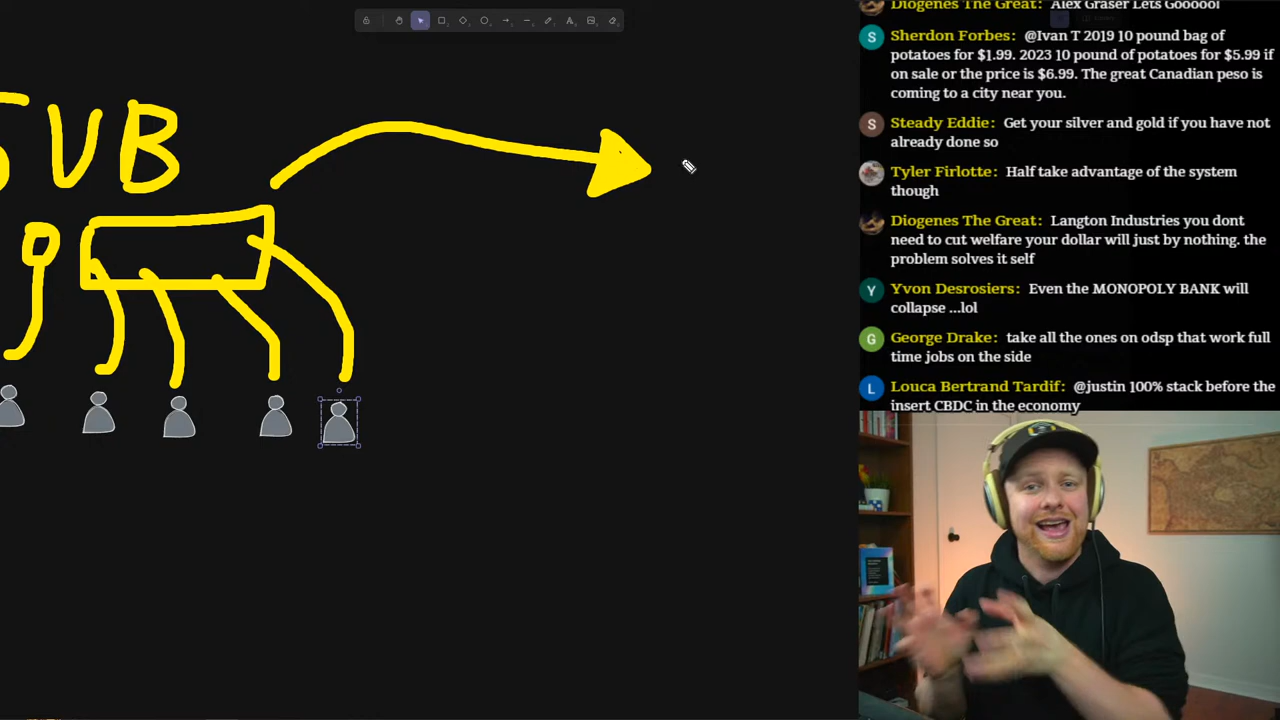 SUB
Diogenes The Great: Alex Graser Lets Goooool
Sherdon Forbes: @Ivan T 2019 10 pound bag of
potatoes for $1.99. 2023 10 pound of potatoes for $5.99 if
on sale or the price is $6.99. The great Canadian peso is
coming to a city near you.
S
Steady Eddie: Get your silver and gold if you have not
already done so
S
Tyler Firlotte: Half take advantage of the system
though
Diogenes The Great: Langton Industries you dont
need to cut welfare your dollar will just by nothing. the
problem solves it self
Yvon Desrosiers: Even the MONOPOLY BANK will
collapse ...lol
Y
George Drake: take all the ones on odsp that work full
time jobs on the side
G
Louca Bertrand Tardif: @justin 100% stack before the
insert CBDC in the economy
L